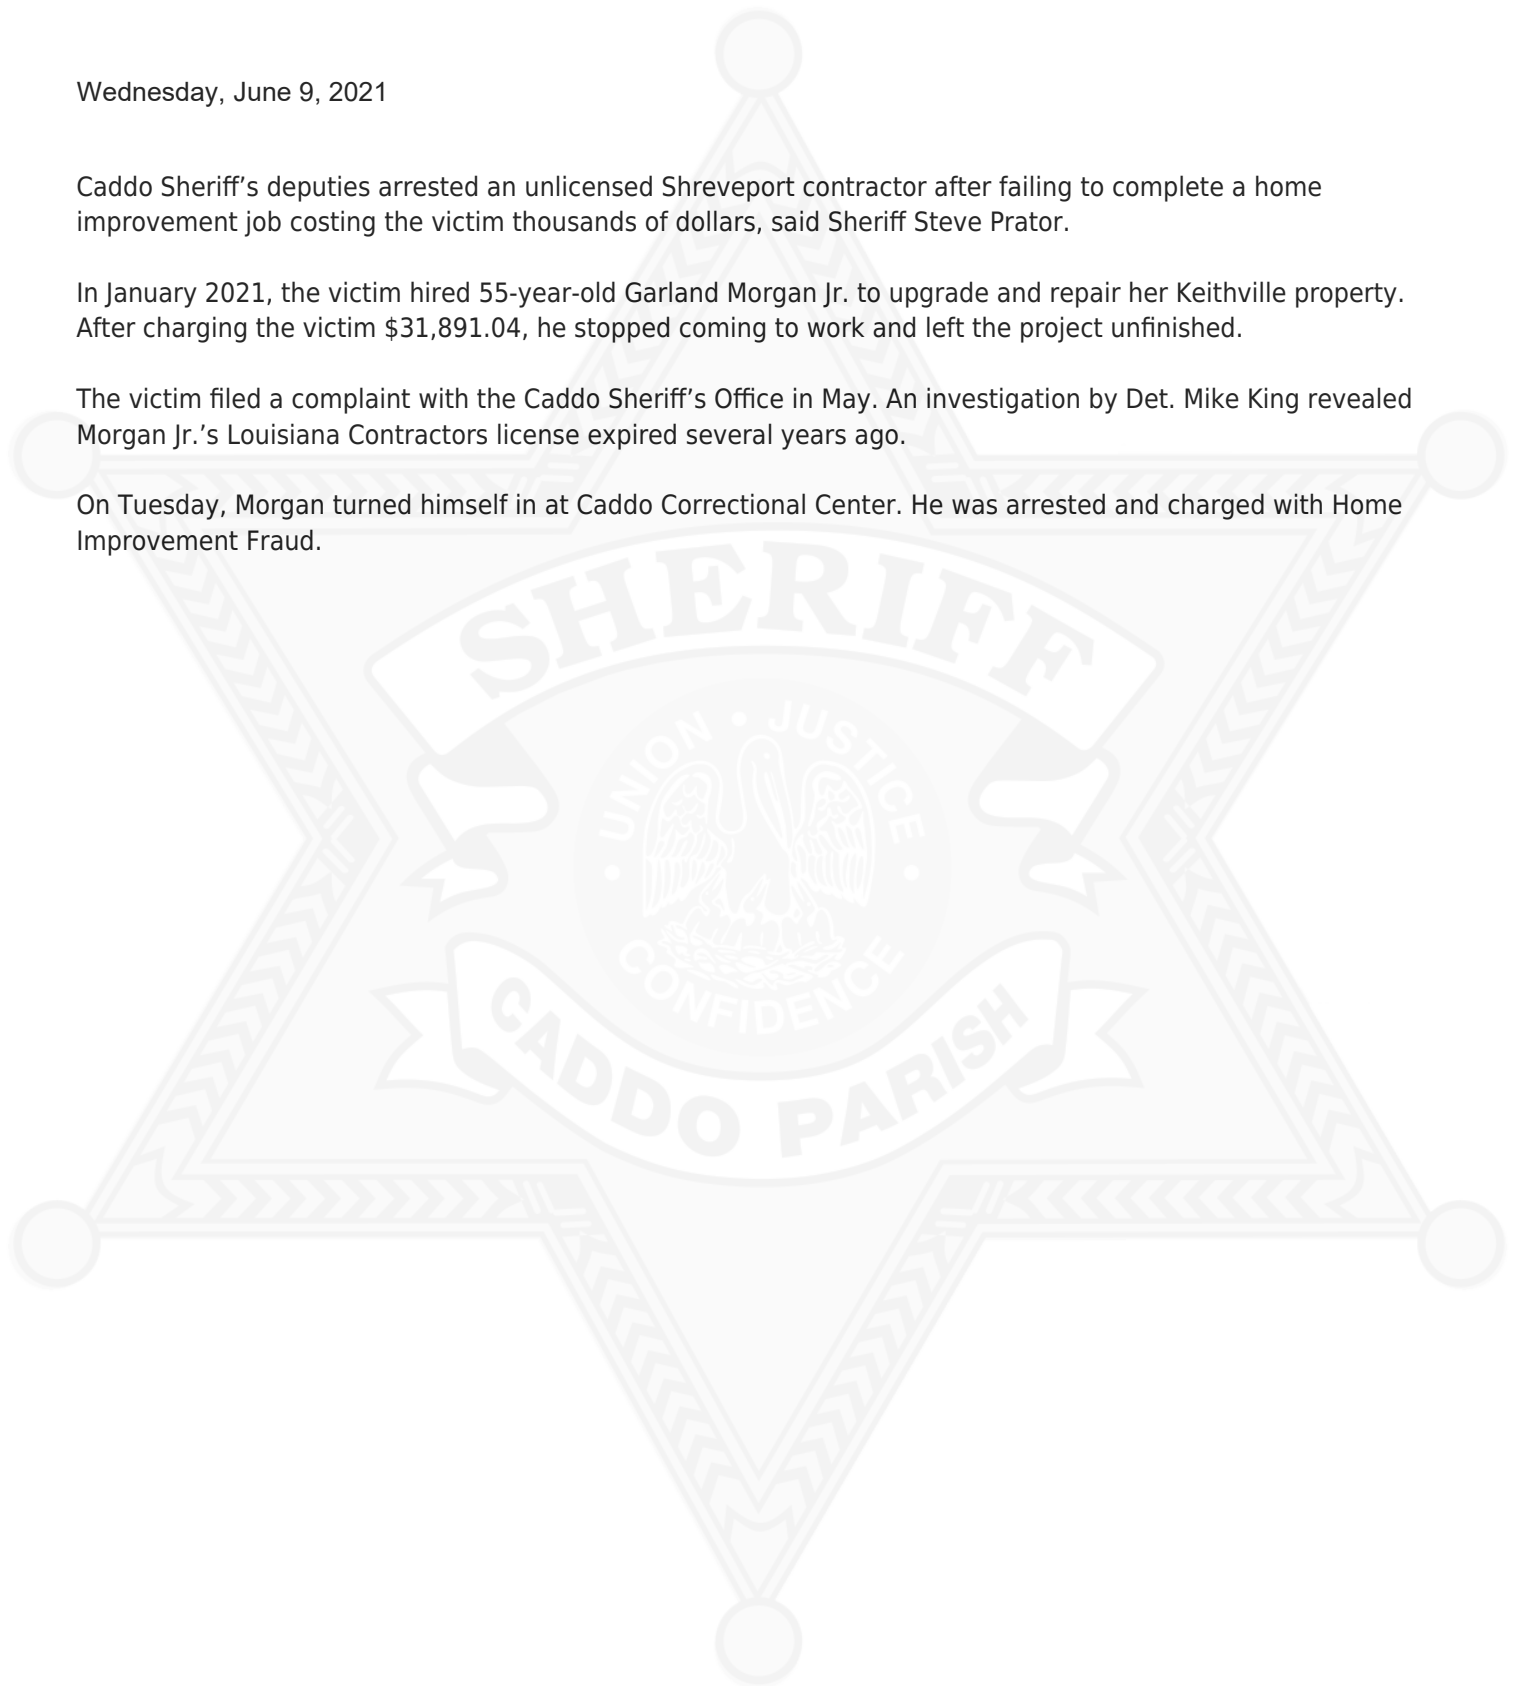 Wednesday, June 9, 2021
Caddo Sheriff’s deputies arrested an unlicensed Shreveport contractor after failing to complete a home
improvement job costing the victim thousands of dollars, said Sheriff Steve Prator.
In January 2021, the victim hired 55-year-old Garland Morgan Jr. to upgrade and repair her Keithville property.
After charging the victim $31,891.04, he stopped coming to work and left the project unfinished.
The victim filed a complaint with the Caddo Sheriff’s Office in May. An investigation by Det. Mike King revealed
Morgan Jr.’s Louisiana Contractors license expired several years ago.
On Tuesday, Morgan turned himself in at Caddo Correctional Center. He was arrested and charged with Home
Improvement Fraud.
SHERIFF
UNION • JUSTICE
• CONFIDENCE •
CADDO PARISH